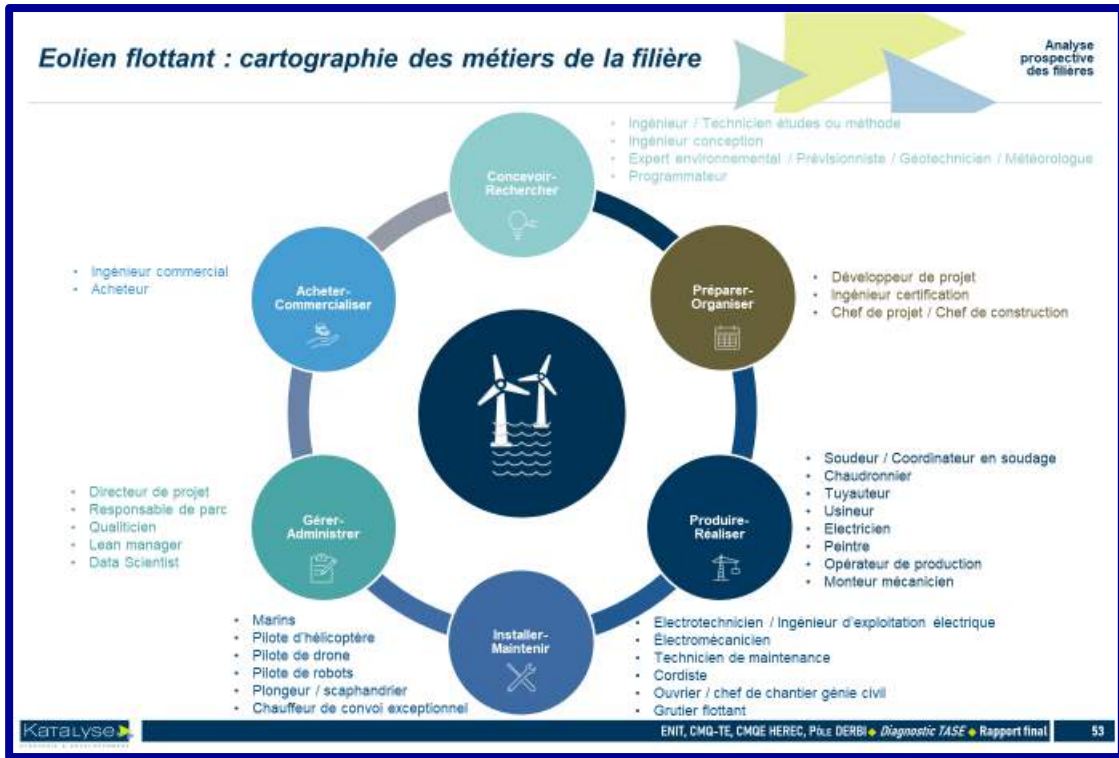 Eolien flottant : cartographie des métiers de la filière
Analyse
prospective
des filières
Concevoir-
Rechercher
• Ingénieur / Technicien études ou méthode
• Ingénieur conception
• Expert environnemental / Prévisionniste / Géotechnicien / Météorologue
• Programmateur
Préparer-
Organiser
• Développeur de projet
• Ingénieur certification
• Chef de projet / Chef de construction
Produire-
Réaliser
• Soudeur / Coordinateur en soudage
• Chaudronnier
• Tuyauteur
• Usineur
• Electricien
• Peintre
• Opérateur de production
• Monteur mécanicien
Installer-
Maintenir
• Electrotechnicien / Ingénieur d'exploitation électrique
• Électromécanicien
• Technicien de maintenance
• Cordiste
• Ouvrier / chef de chantier génie civil
• Grutier flottant
• Marins
• Pilote d'hélicoptère
• Pilote de drone
• Pilote de robots
• Plongeur / scaphandrier
• Chauffeur de convoi exceptionnel
Gérer-
Administrer
• Directeur de projet
• Responsable de parc
• Qualiticien
• Lean manager
• Data Scientist
Acheter-
Commercialiser
• Ingénieur commercial
• Acheteur
KATALYSE
ENIT, CMQ-TE, CMQE HEREC, PÔLE DERBI ◆ Diagnostic TASE ◆ Rapport final 53